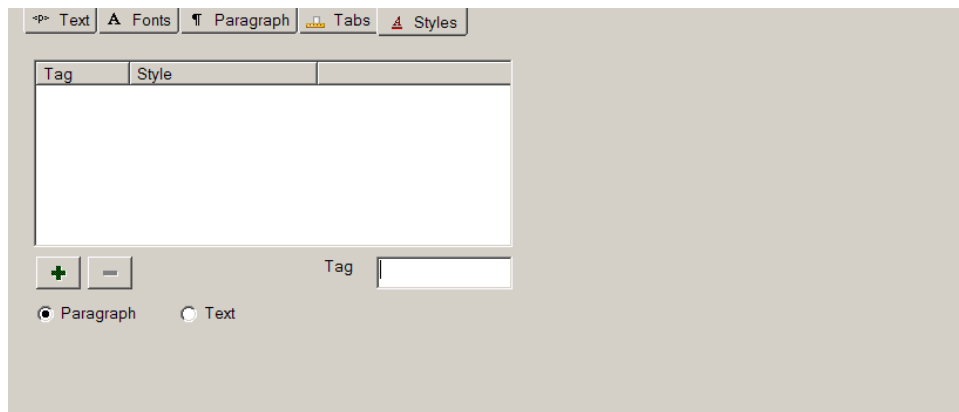 <p> Text A Fonts ¶ Paragraph Tabs A Styles
Tag Style
Tag
Paragraph Text